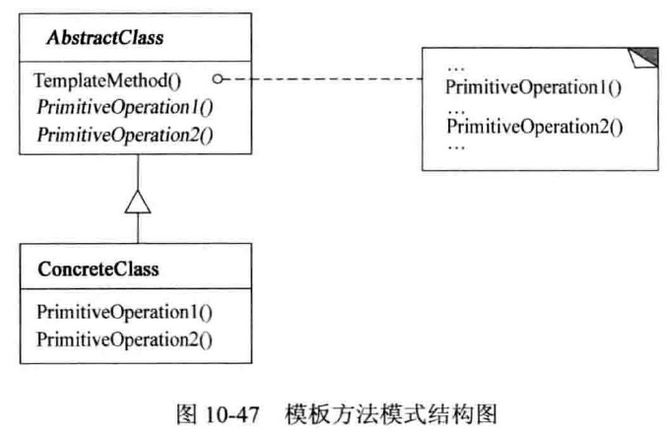 AbstractClass
TemplateMethod()
PrimitiveOperation1()
PrimitiveOperation2()
...
PrimitiveOperation1()
...
PrimitiveOperation2()
...
ConcreteClass
PrimitiveOperation1()
PrimitiveOperation2()
图 10-47 模板方法模式结构图